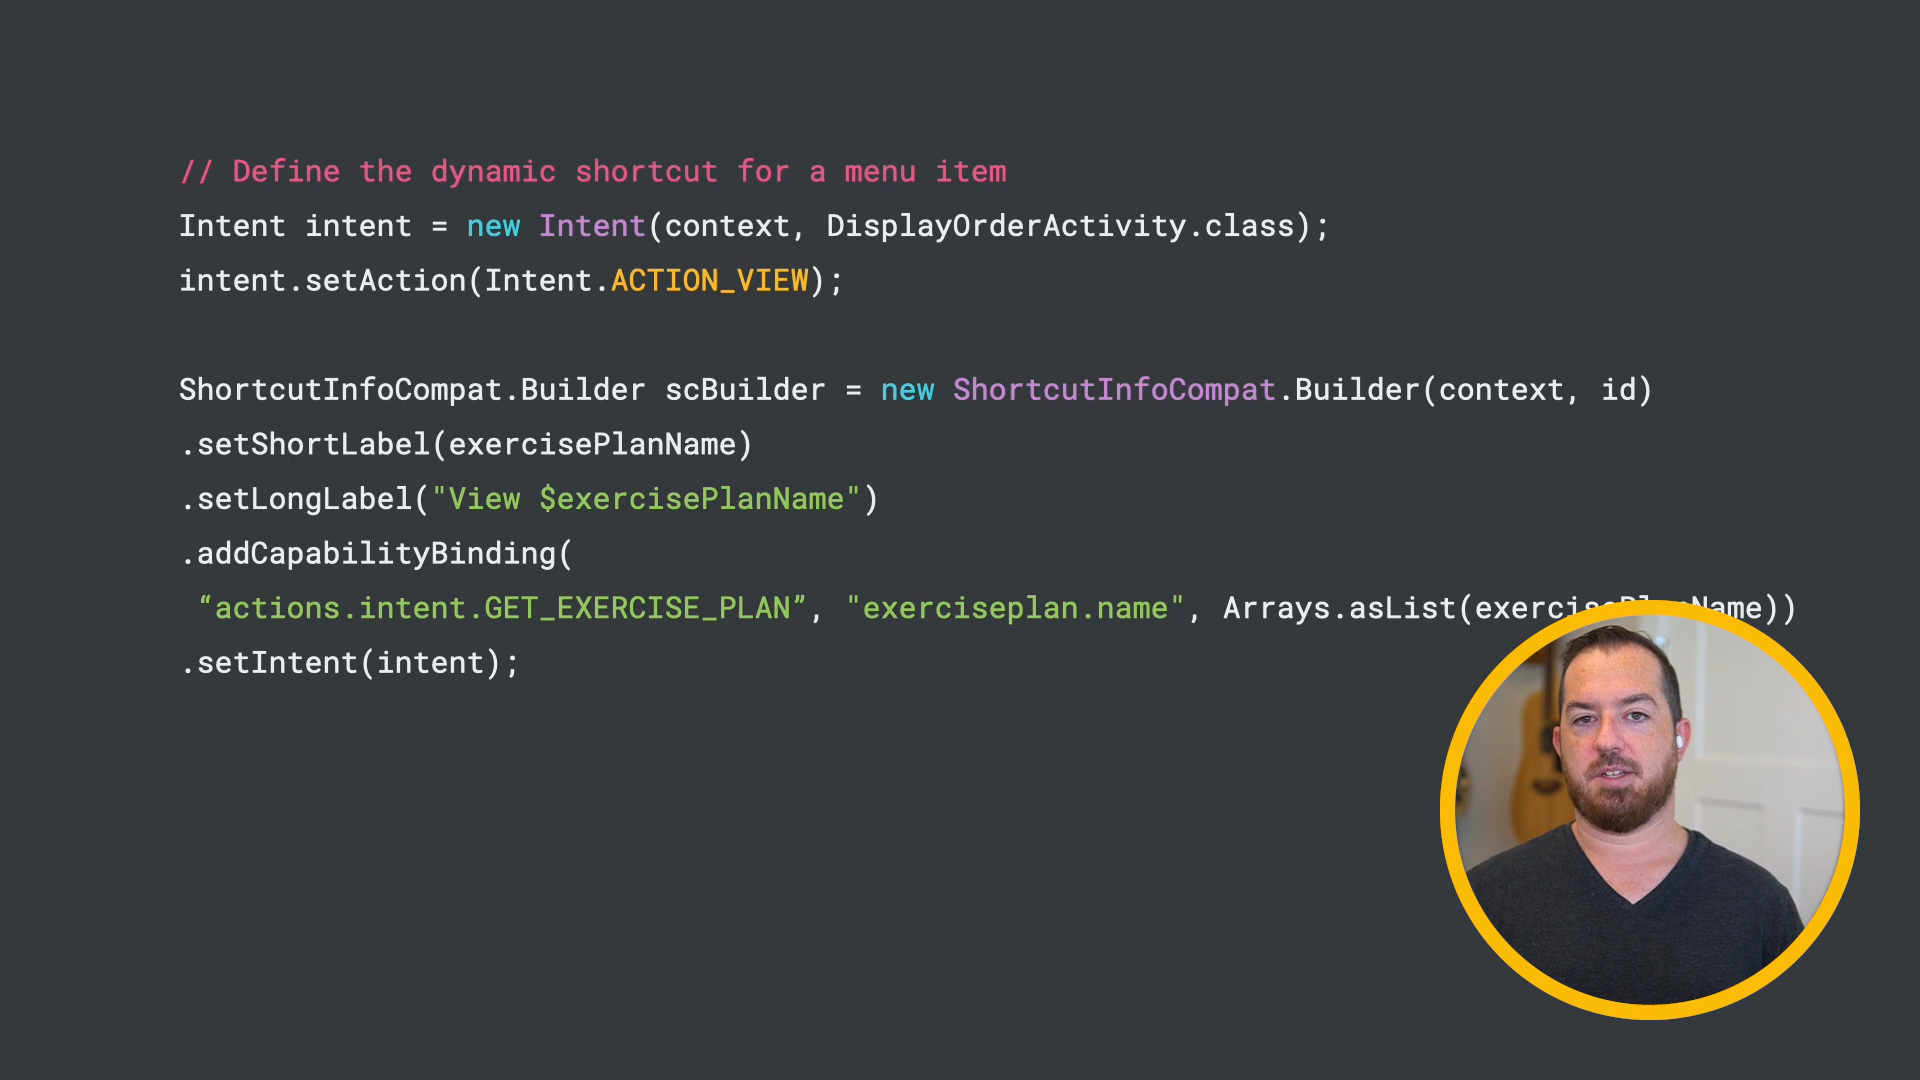 // Define the dynamic shortcut for a menu item
Intent intent = new Intent(context, DisplayOrderActivity.class);
intent.setAction(Intent.ACTION_VIEW);
ShortcutInfoCompat.Builder scBuilder = new ShortcutInfoCompat.Builder(context, id)
.setShortLabel(exercisePlanName)
.setLongLabel("View $exercisePlanName")
.addCapabilityBinding(
“actions.intent.GET_EXERCISE_PLAN”, "exerciseplan.name", Arrays.asList(exercisePlanName))
.setIntent(intent);